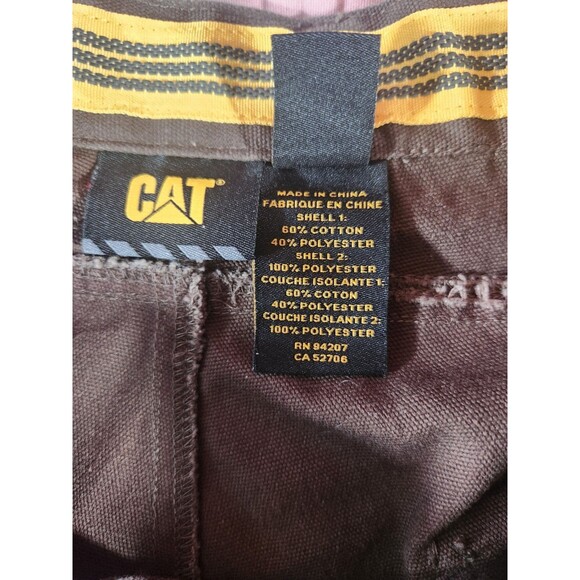 CAT®
MADE IN CHINA
FABRIQUE EN CHINE
SHELL 1:
60% COTTON
40% POLYESTER
SHELL 2:
100% POLYESTER
COUCHE ISOLANTE 1:
60% COTON
40% POLYESTER
COUCHE ISOLANTE 2:
100% POLYESTER
RN 84207
CA 52706